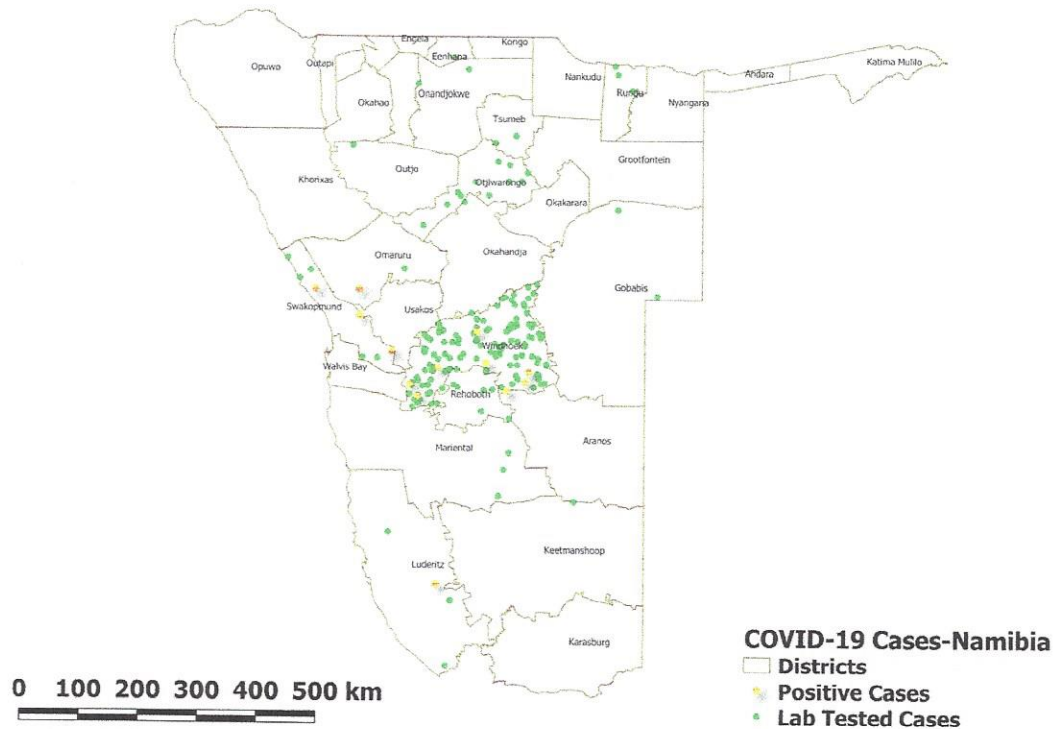 Engela
Kongo
Eenhana
Outapi
Opuwo
Andara
Katima Mulilo
Nankudu
Onandjokwe
Rundu
Nyangana
Okahao
Tsumeb
Grootfontein
Outjo
Khorixas
Otjiwarongo
Okakarara
Okahandja
Omaruru
Gobabis
Swakopmund
Usakos
Windhoek
Walvis Bay
Rehoboth
Aranos
Mariental
Keetmanshoop
Luderitz
Karasburg
COVID-19 Cases-Namibia
Districts
Positive Cases
Lab Tested Cases
0 100 200 300 400 500 km